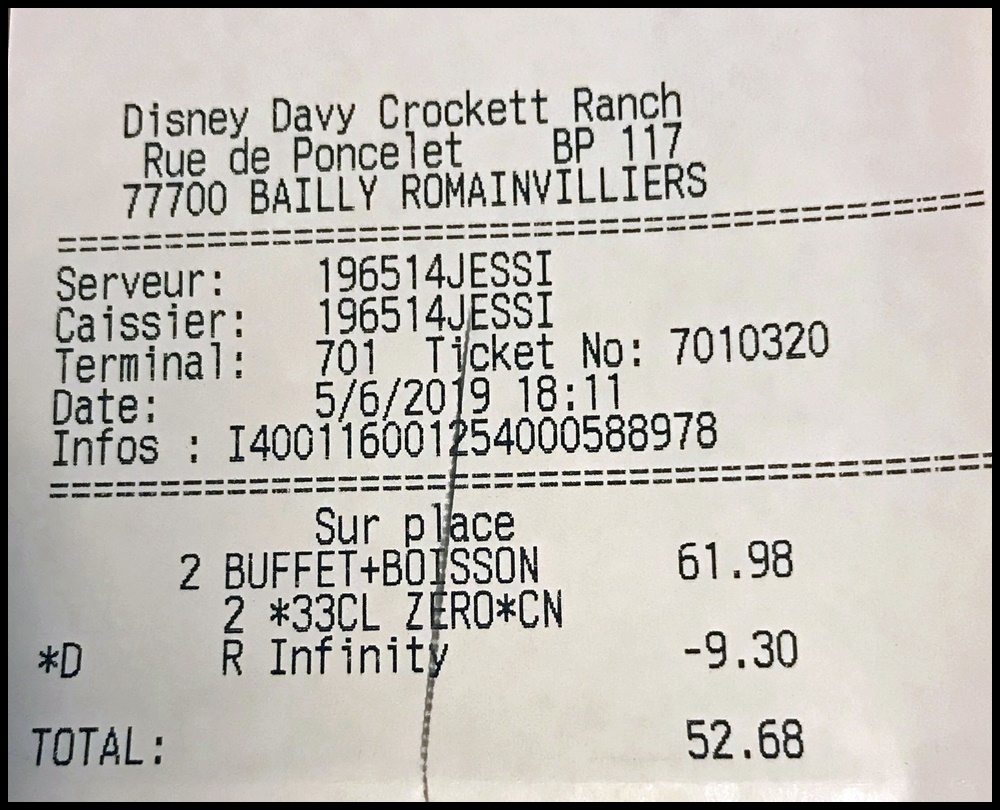 Disney Davy Crockett Ranch
Rue de Poncelet BP 117
77700 BAILLY ROMAINVILLIERS
==========================================
Serveur: 196514JESSI
Caissier: 196514JESSI
Terminal: 701 Ticket No: 7010320
Date: 5/6/2019 18:11
Infos : I400116001254000588978
==========================================
Sur place
2 BUFFET+BOISSON 61.98
2 *33CL ZERO*CN
*D R Infinity -9.30
TOTAL: 52.68